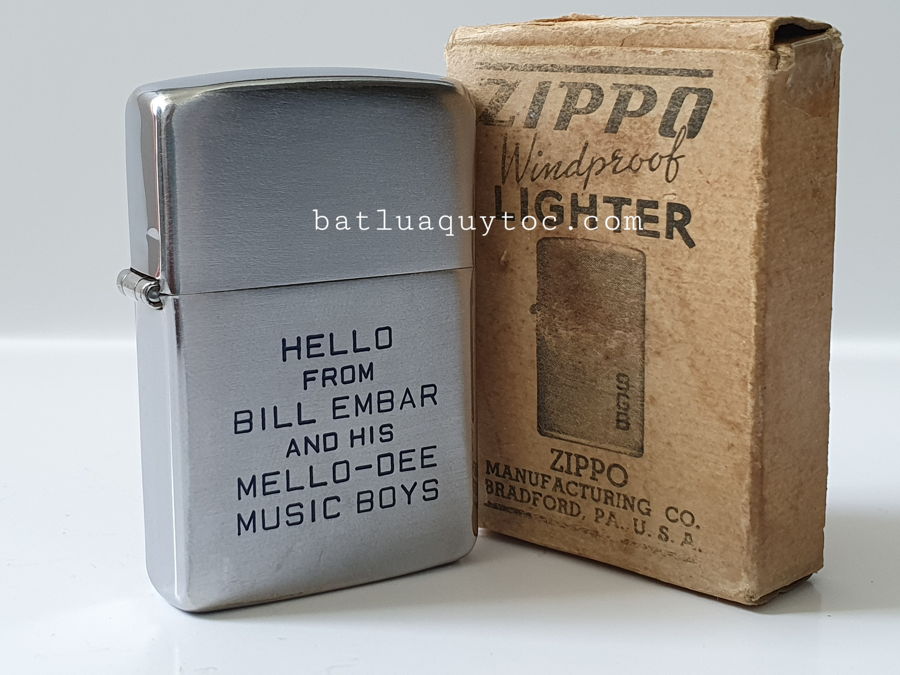 HELLO
FROM
BILL EMBAR
AND HIS
MELLO-DEE
MUSIC BOYS
ZIPPO
Windproof
LIGHTER
SGB
ZIPPO
MANUFACTURING CO.
BRADFORD, PA., U. S. A.
batluaquytoc.com